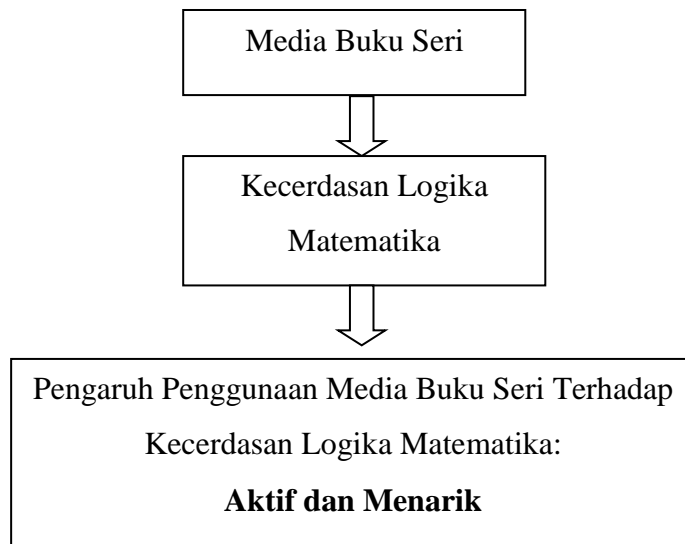 Media Buku Seri
Kecerdasan Logika
Matematika
Pengaruh Penggunaan Media Buku Seri Terhadap
Kecerdasan Logika Matematika:
Aktif dan Menarik